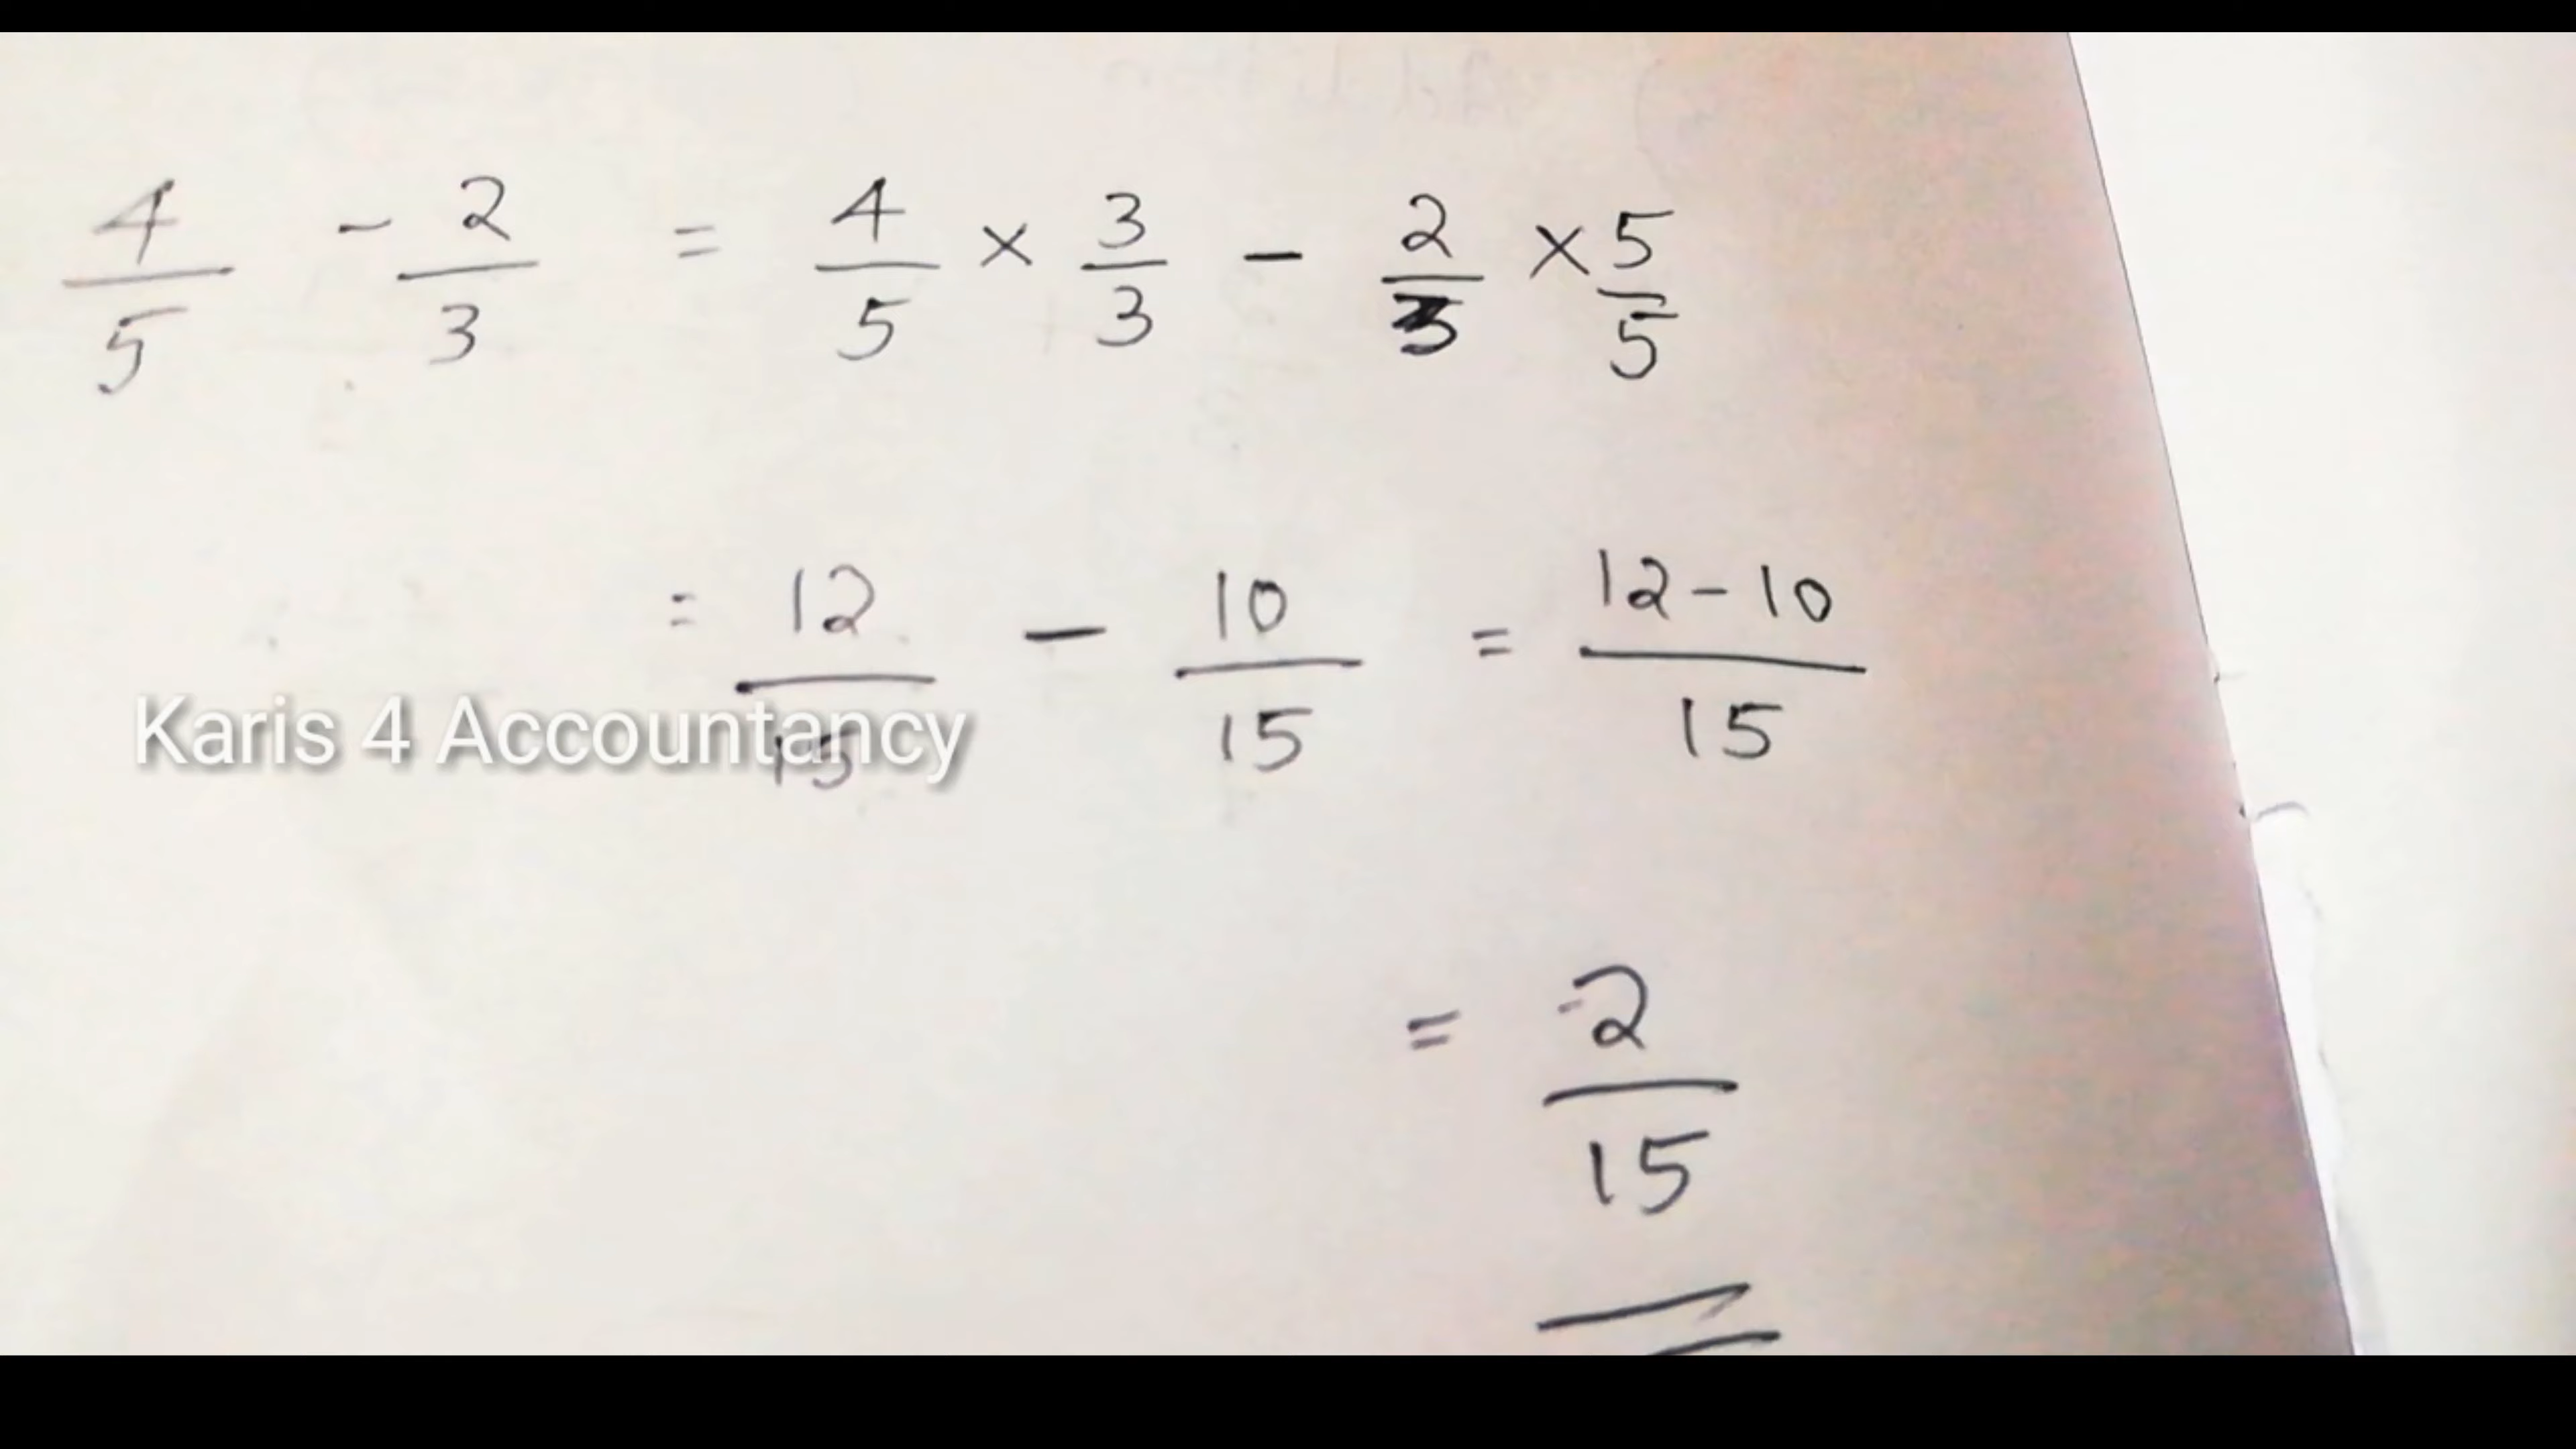 4/5 - 2/3 = 4/5 × 3/3 - 2/3 × 5/5
= 12/15 - 10/15 = 12-10/15
Karis 4 Accountancy
= 2/15